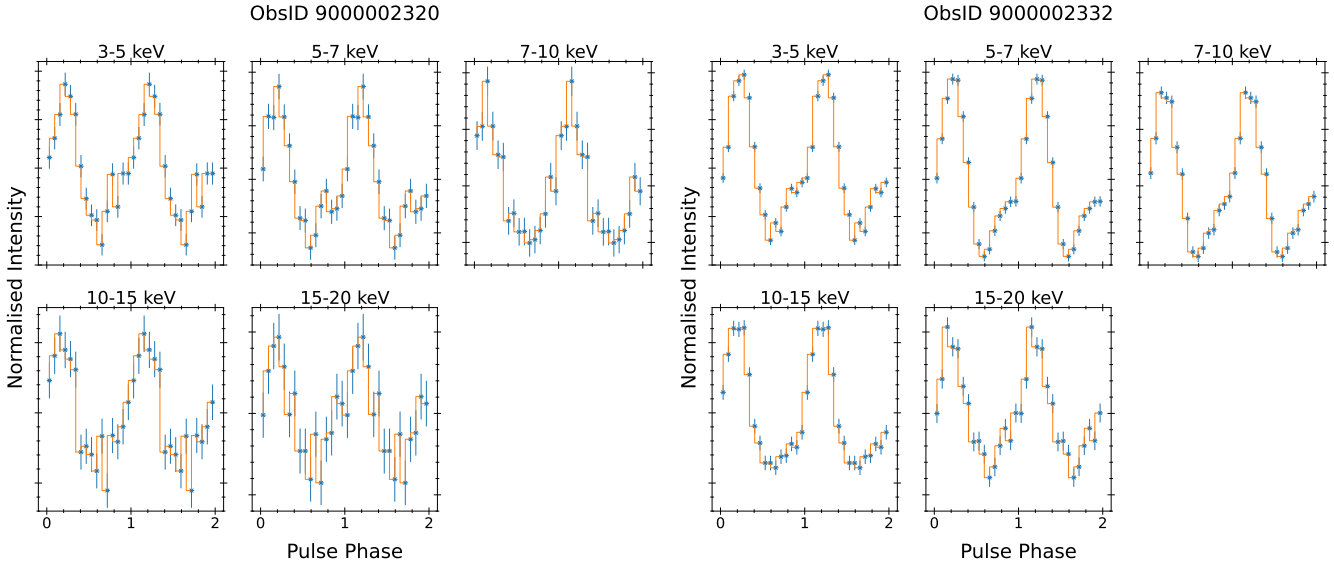 ObsID 9000002320
ObsID 9000002332
3-5 keV
5-7 keV
7-10 keV
3-5 keV
5-7 keV
7-10 keV
10-15 keV
15-20 keV
10-15 keV
15-20 keV
Normalised Intensity
Normalised Intensity
0 1 2
0 1 2
0 1 2
0 1 2
Pulse Phase
Pulse Phase